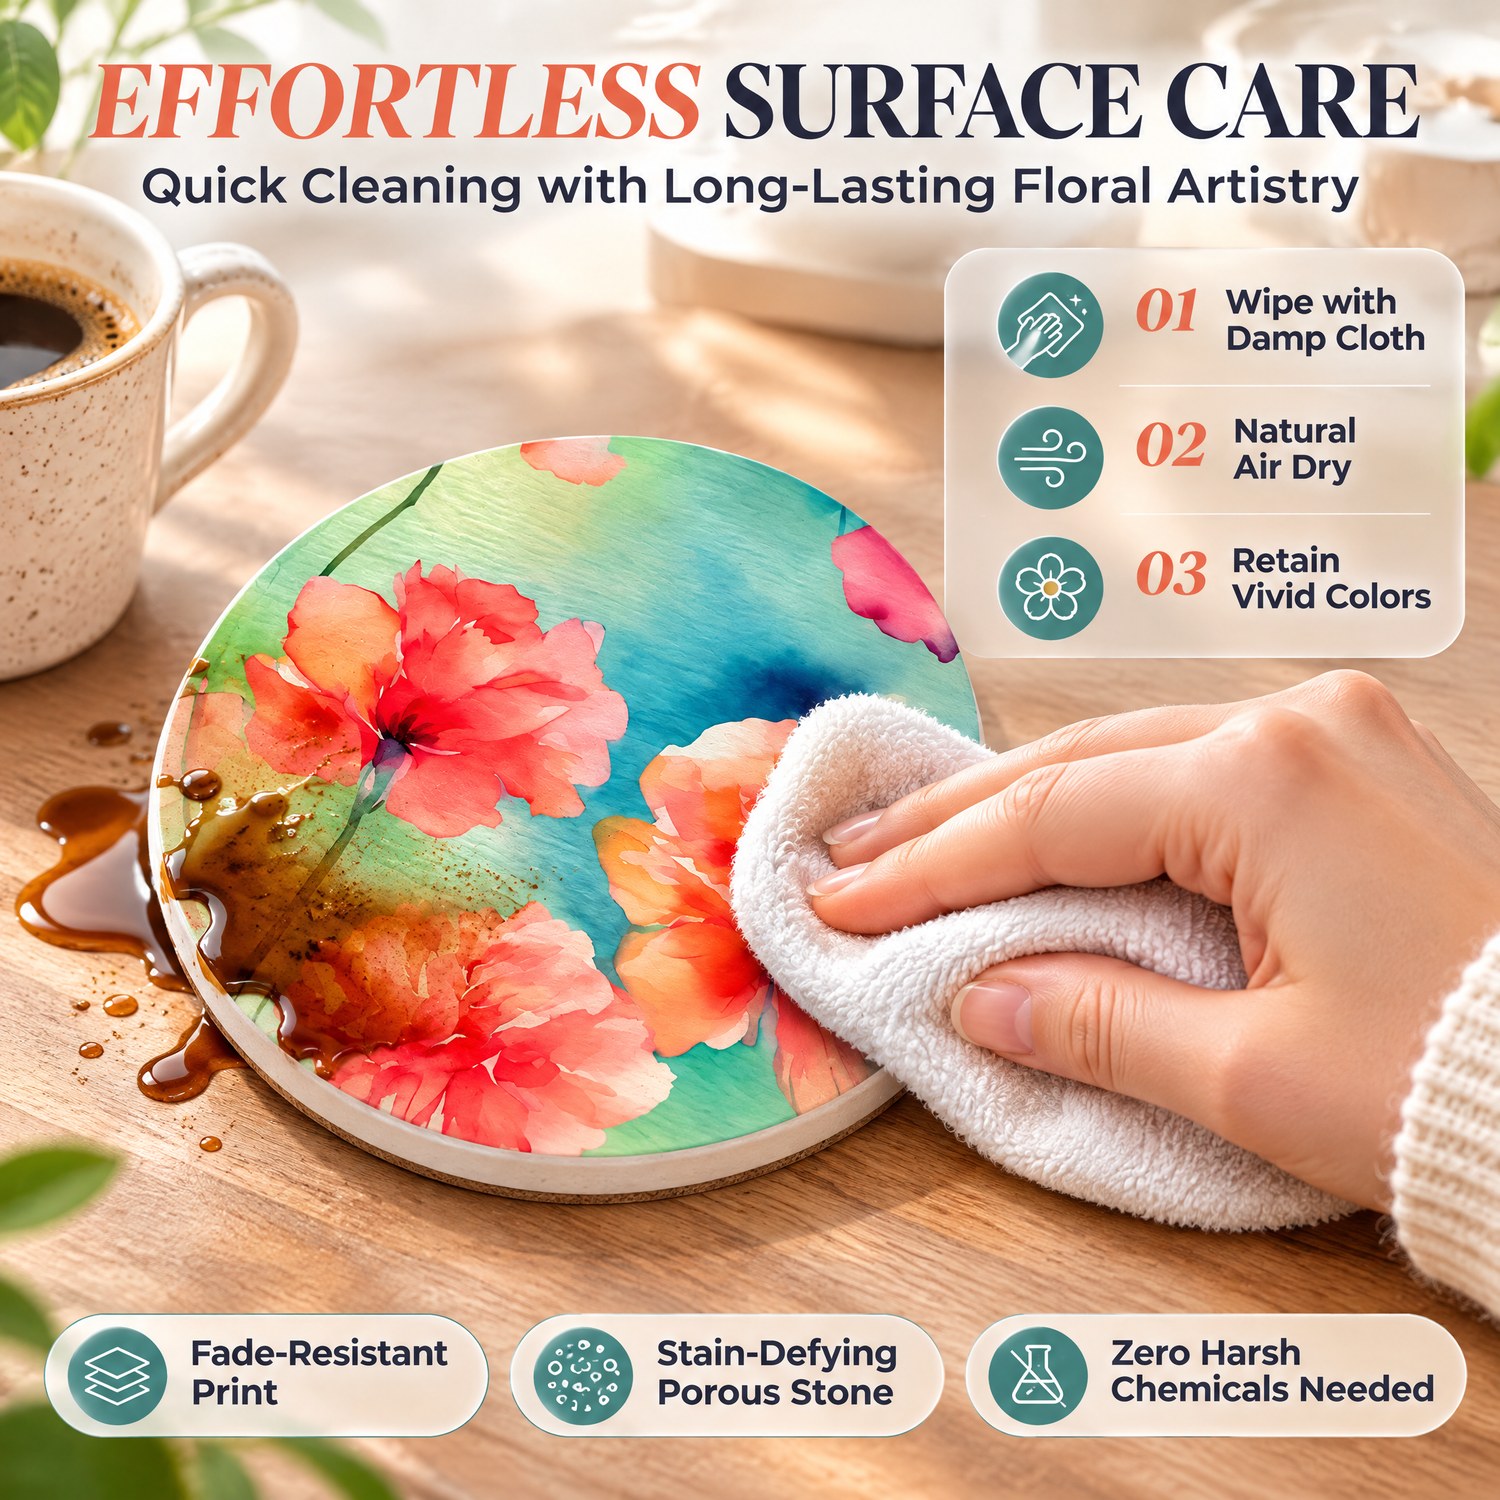 EFFORTLESS SURFACE CARE
Quick Cleaning with Long-Lasting Floral Artistry
01 Wipe with
Damp Cloth
02 Natural
Air Dry
03 Retain
Vivid Colors
Fade-Resistant
Print
Stain-Defying
Porous Stone
Zero Harsh
Chemicals Needed